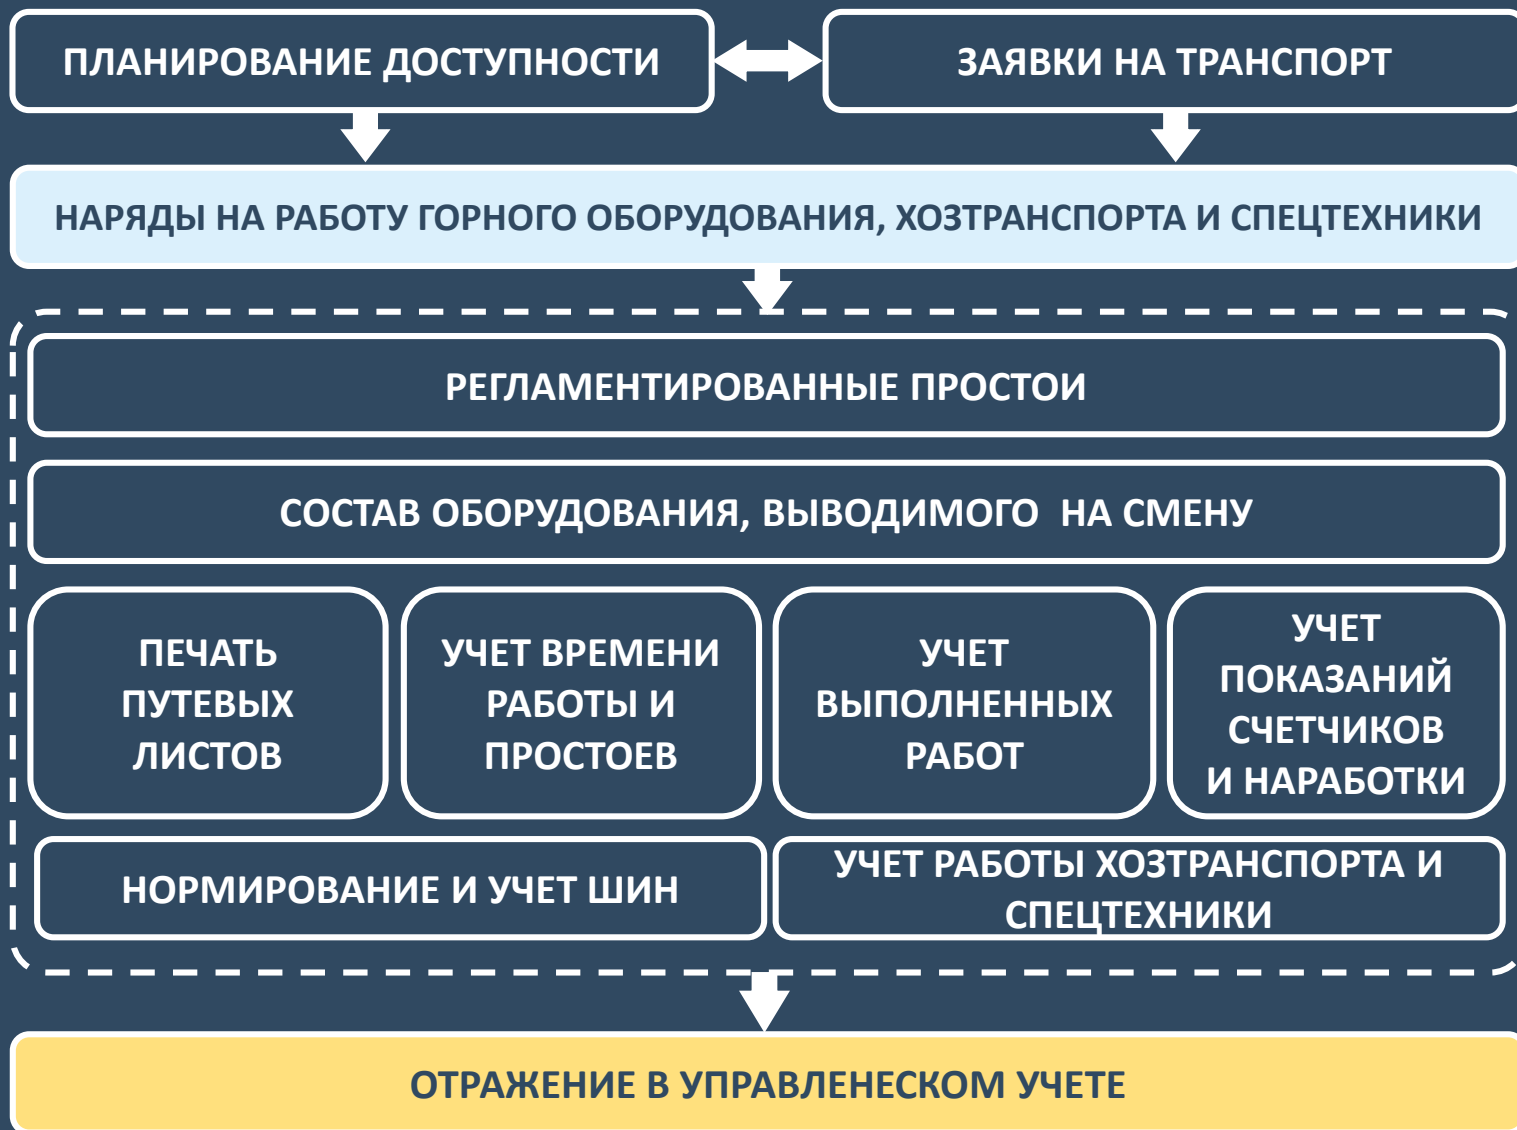 ПЛАНИРОВАНИЕ ДОСТУПНОСТИ
ЗАЯВКИ НА ТРАНСПОРТ
НАРЯДЫ НА РАБОТУ ГОРНОГО ОБОРУДОВАНИЯ, ХОЗТРАНСПОРТА И СПЕЦТЕХНИКИ
РЕГЛАМЕНТИРОВАННЫЕ ПРОСТОИ
СОСТАВ ОБОРУДОВАНИЯ, ВЫВОДИМОГО НА СМЕНУ
ПЕЧАТЬ
ПУТЕВЫХ
ЛИСТОВ
УЧЕТ ВРЕМЕНИ
РАБОТЫ И
ПРОСТОЕВ
УЧЕТ
ВЫПОЛНЕННЫХ
РАБОТ
УЧЕТ
ПОКАЗАНИЙ
СЧЕТЧИКОВ
И НАРАБОТКИ
НОРМИРОВАНИЕ И УЧЕТ ШИН
УЧЕТ РАБОТЫ ХОЗТРАНСПОРТА И
СПЕЦТЕХНИКИ
ОТРАЖЕНИЕ В УПРАВЛЕНЕСКОМ УЧЕТЕ